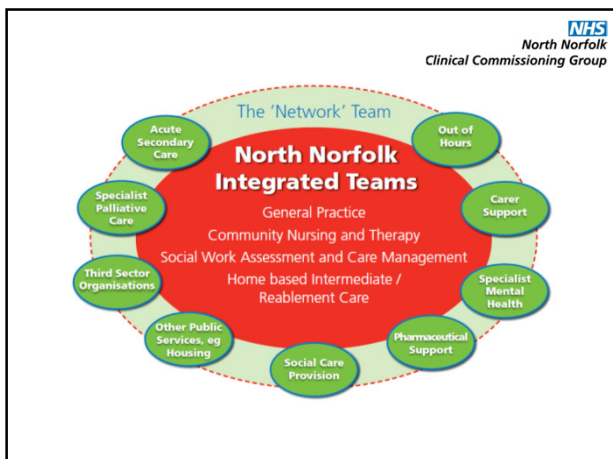 NHS
North Norfolk
Clinical Commissioning Group
The 'Network' Team
Acute
Secondary
Care
Out of
Hours
North Norfolk
Integrated Teams
General Practice
Community Nursing and Therapy
Social Work Assessment and Care Management
Home based Intermediate /
Reablement Care
Specialist
Palliative
Care
Carer
Support
Third Sector
Organisations
Specialist
Mental
Health
Other Public
Services, eg
Housing
Pharmaceutical
Support
Social Care
Provision